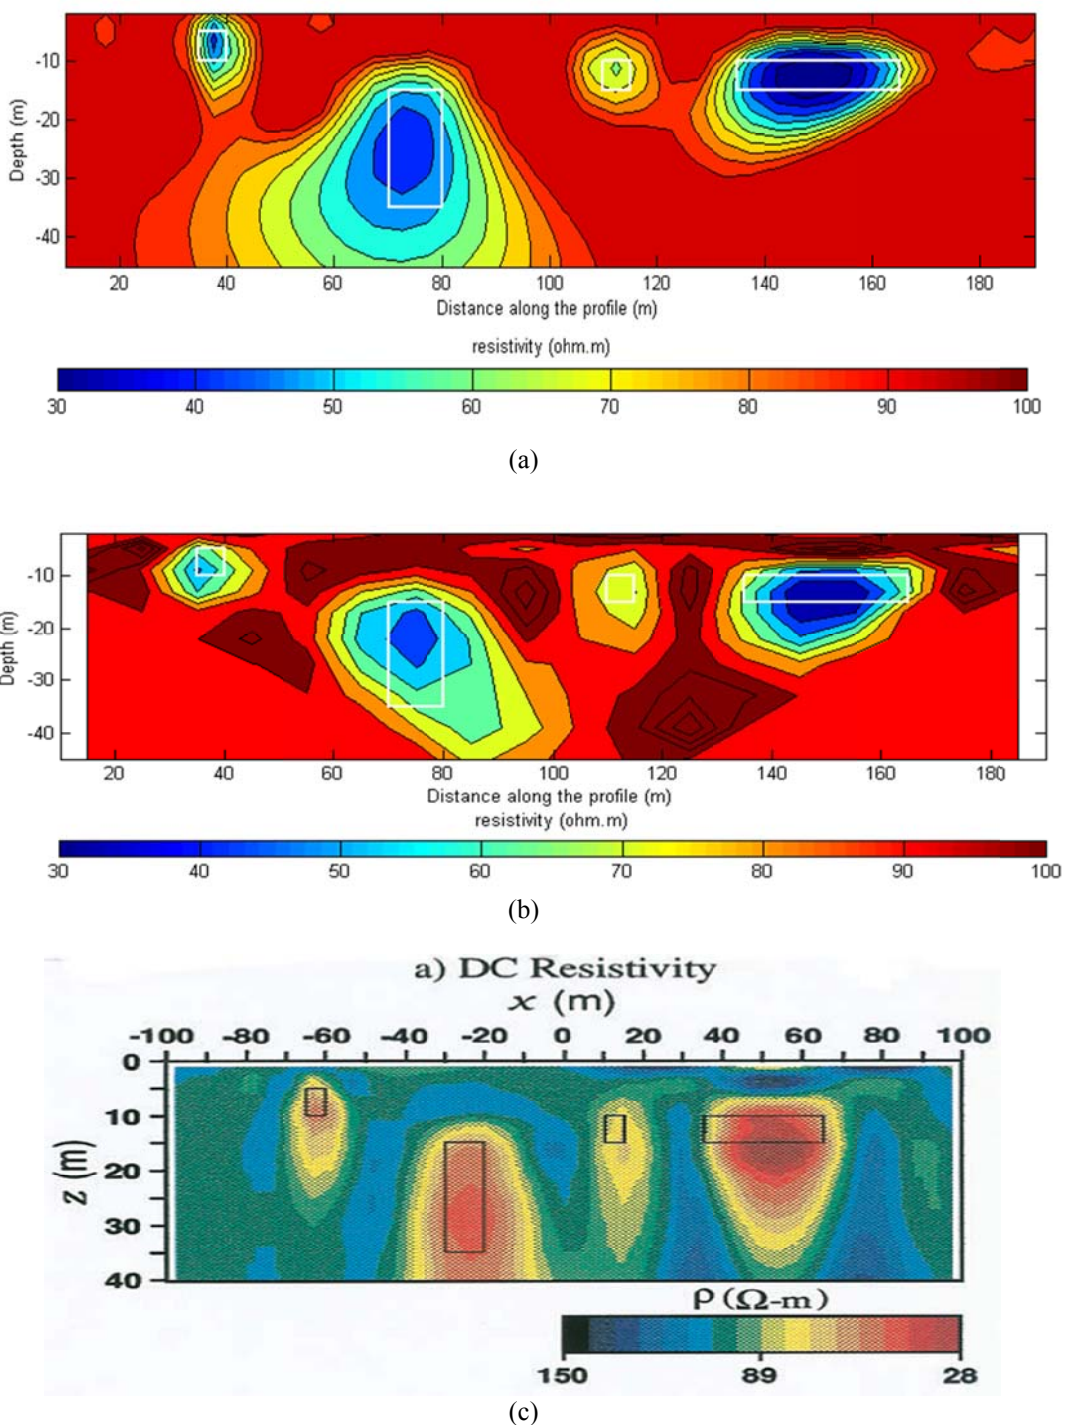 -10
-20
-30
-40
Depth (m)
20 40 60 80 100 120 140 160 180
Distance along the profile (m)
resistivity (ohm.m)
30 40 50 60 70 80 90 100
(a)
-10
-20
-30
-40
Depth (m)
20 40 60 80 100 120 140 160 180
Distance along the profile (m)
resistivity (ohm.m)
30 40 50 60 70 80 90 100
(b)
a) DC Resistivity
x (m)
-100 -80 -60 -40 -20 0 20 40 60 80 100
0
10
20
30
40
z (m)
ρ (Ω-m)
150 89 28
(c)